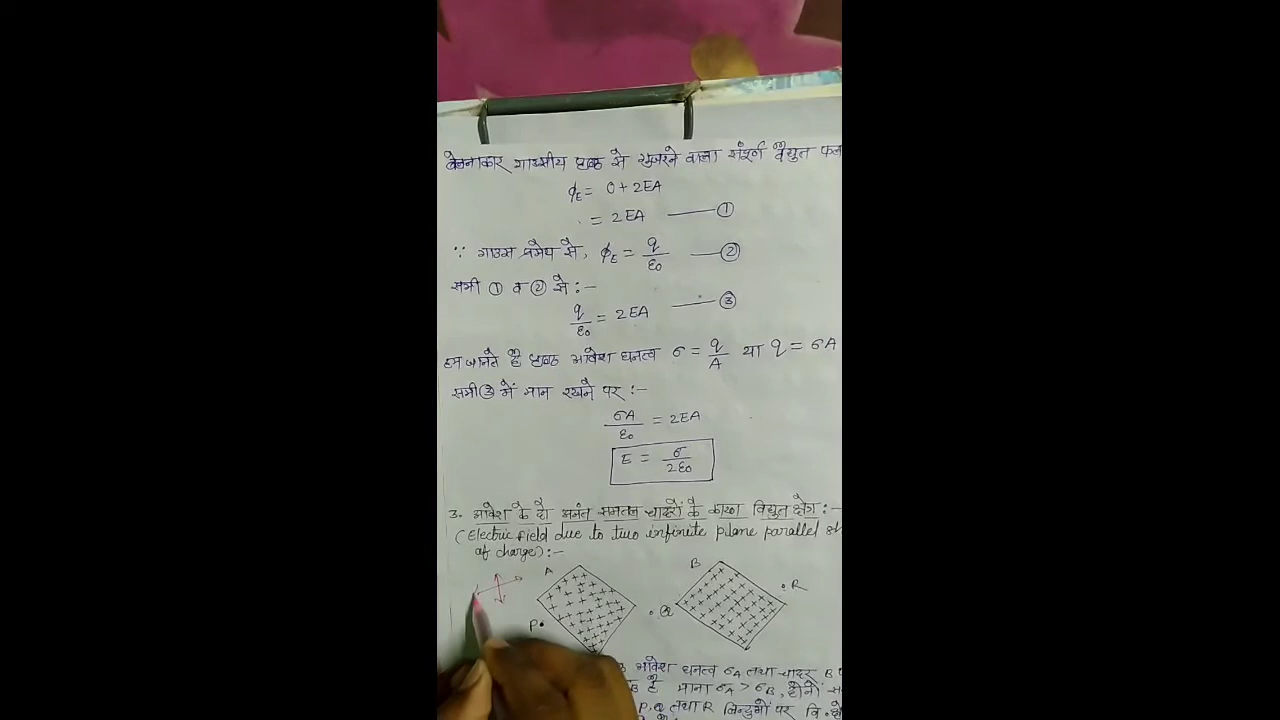 बेलनाकार गाउसीय पृष्ठ से गुजरने वाला संपूर्ण वैद्युत
ϕE = 0 + 2EA
= 2EA —— ①
∵ गाउस प्रमेय से, ϕE = q/ε₀ —— ②
समी ① व ② से :-
q/ε₀ = 2EA —— ③
हम जानते है पृष्ठ आवेश घनत्व σ = q/A या q = σA
समी ③ में मान रखने पर :-
σA/ε₀ = 2EA
E = σ/2ε₀
3. आवेश के दो अनंत समतल चादरों के कारण विद्युत क्षेत्र :-
(Electric field due to two infinite plane parallel
of charge) :-
A B
P Q R
आवेश घनत्व σA तथा चादर B
है माना σA > σB, दोनों
P, Q तथा R बिन्दुओं पर वि.